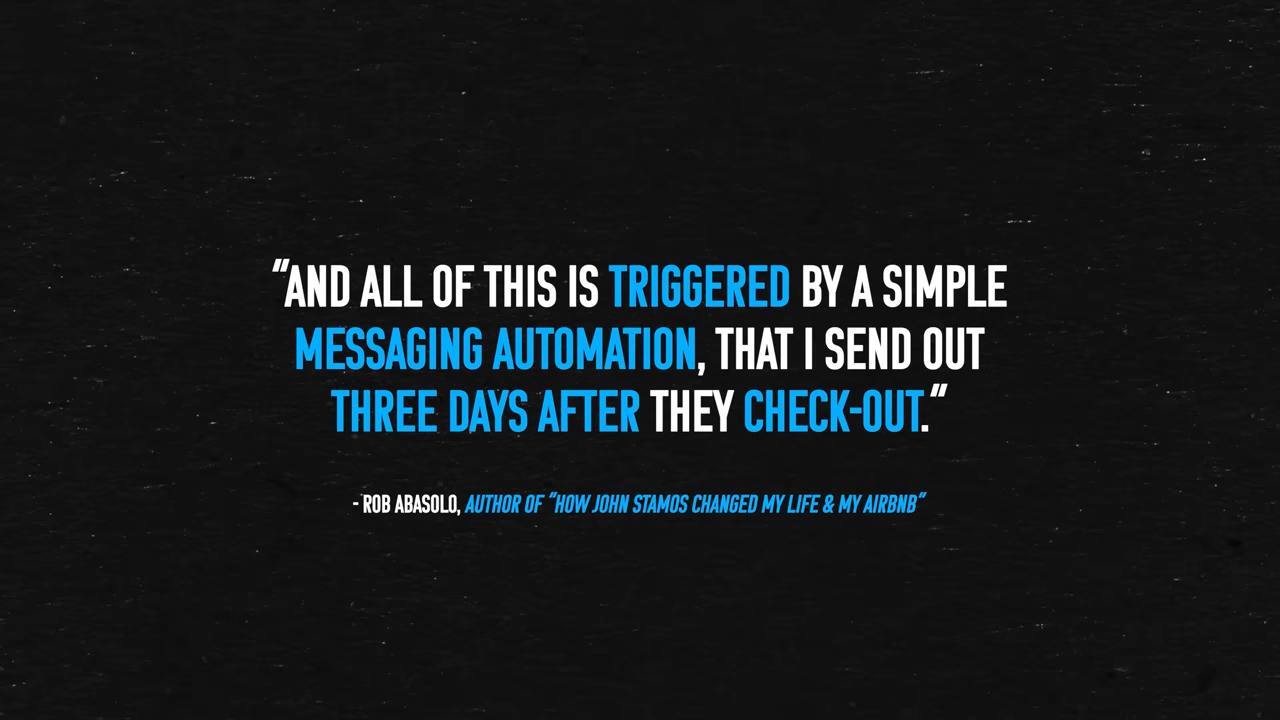 "AND ALL OF THIS IS TRIGGERED BY A SIMPLE
MESSAGING AUTOMATION, THAT I SEND OUT
THREE DAYS AFTER THEY CHECK-OUT."
- ROB ABASOLO, AUTHOR OF "HOW JOHN STAMOS CHANGED MY LIFE & MY AIRBNB"